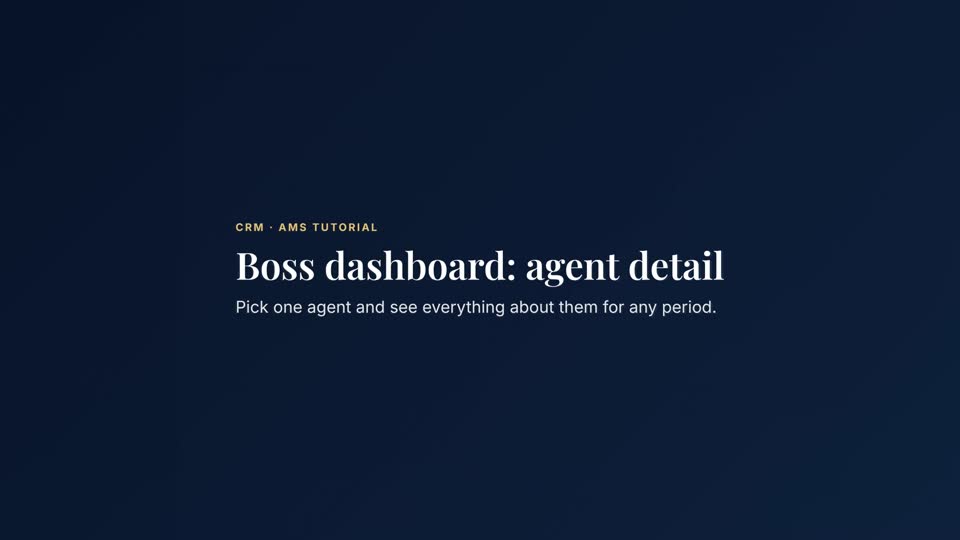 CRM · AMS TUTORIAL
Boss dashboard: agent detail
Pick one agent and see everything about them for any period.